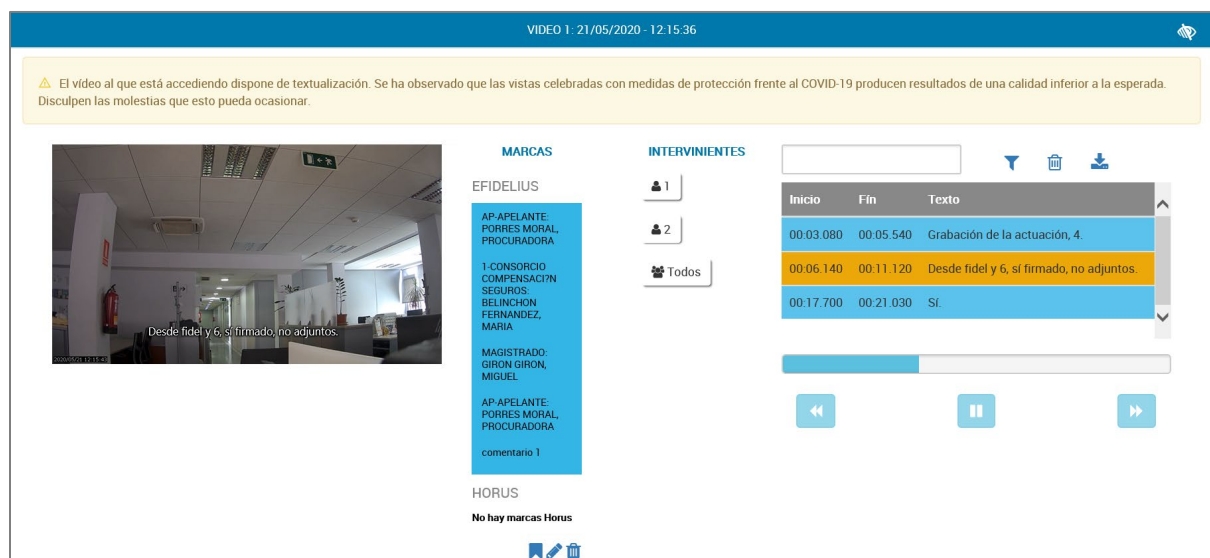 VIDEO 1: 21/05/2020 - 12:15:36
El vídeo al que está accediendo dispone de textualización. Se ha observado que las vistas celebradas con medidas de protección frente al COVID-19 producen resultados de una calidad inferior a la esperada.
Disculpen las molestias que esto pueda ocasionar.
Desde fidel y 6, sí firmado, no adjuntos.
2020/05/21 12:15:43
MARCAS
EFIDELIUS
AP-APELANTE:
PORRES MORAL,
PROCURADORA
1-CONSORCIO
COMPENSACI?N
SEGUROS:
BELINCHON
FERNANDEZ,
MARIA
MAGISTRADO:
GIRON GIRON,
MIGUEL
AP-APELANTE:
PORRES MORAL,
PROCURADORA
comentario 1
HORUS
No hay marcas Horus
INTERVINIENTES
1
2
Todos
Inicio Fín Texto
00:03.080 00:05.540 Grabación de la actuación, 4.
00:06.140 00:11.120 Desde fidel y 6, sí firmado, no adjuntos.
00:17.700 00:21.030 Sí.